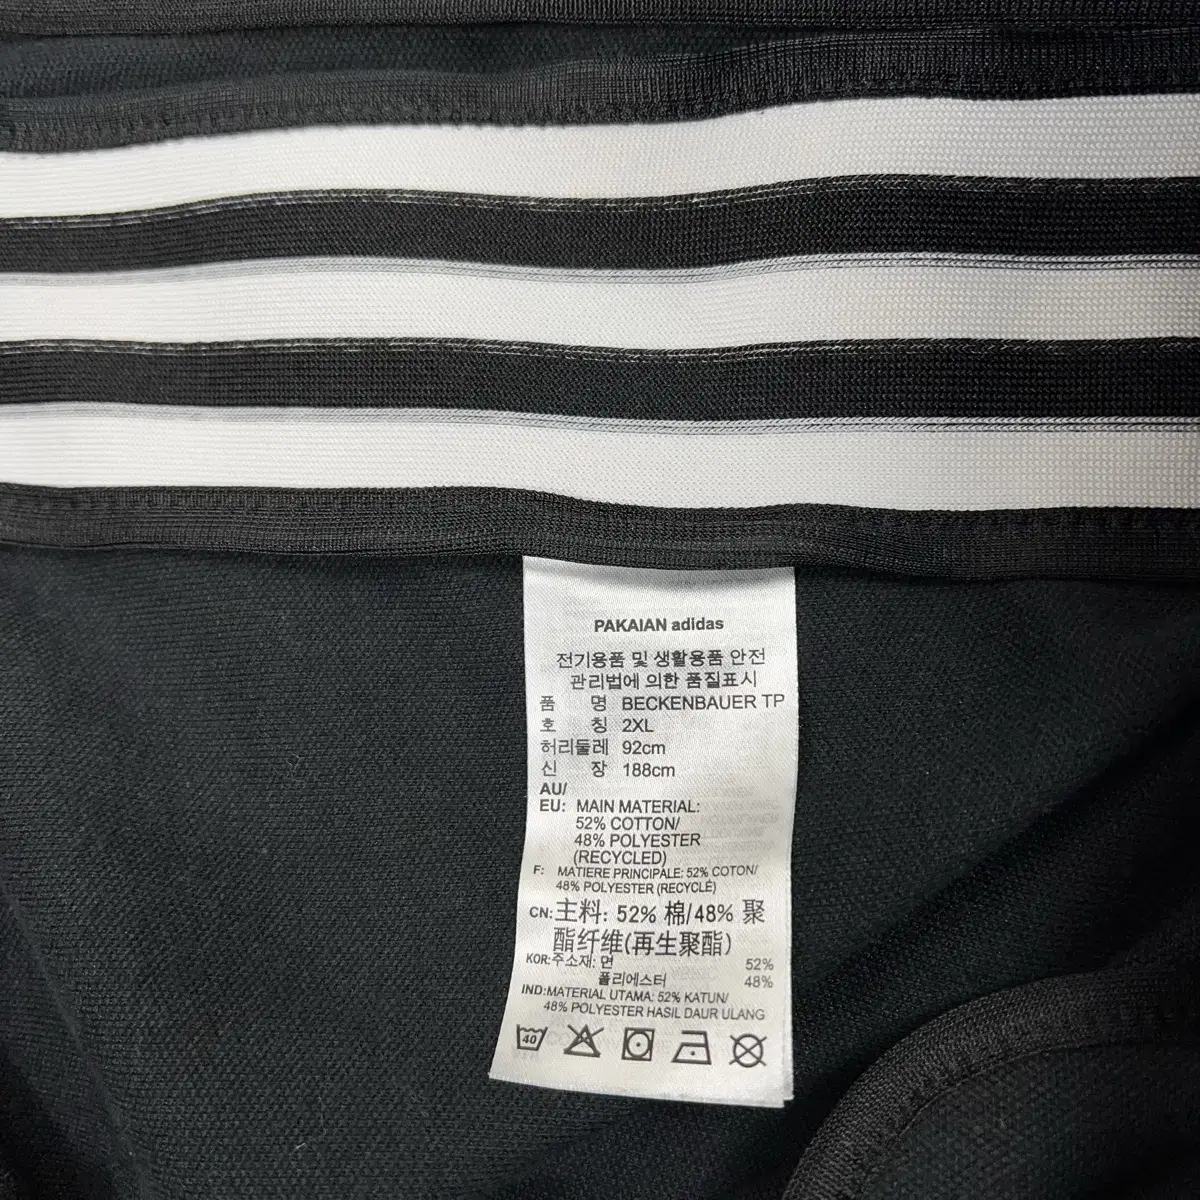 PAKAIAN adidas
전기용품 및 생활용품 안전
관리법에 의한 품질표시
품 명 BECKENBAUER TP
호 칭 2XL
허리둘레 92cm
신 장 188cm
AU/
EU: MAIN MATERIAL:
52% COTTON/
48% POLYESTER
(RECYCLED)
F: MATIERE PRINCIPALE: 52% COTON/
48% POLYESTER (RECYCLÉ)
CN: 主料: 52% 棉/48% 聚
酯纤维(再生聚酯)
KOR: 주소재: 면 52%
폴리에스터 48%
IND: MATERIAL UTAMA: 52% KATUN/
48% POLYESTER HASIL DAUR ULANG
40